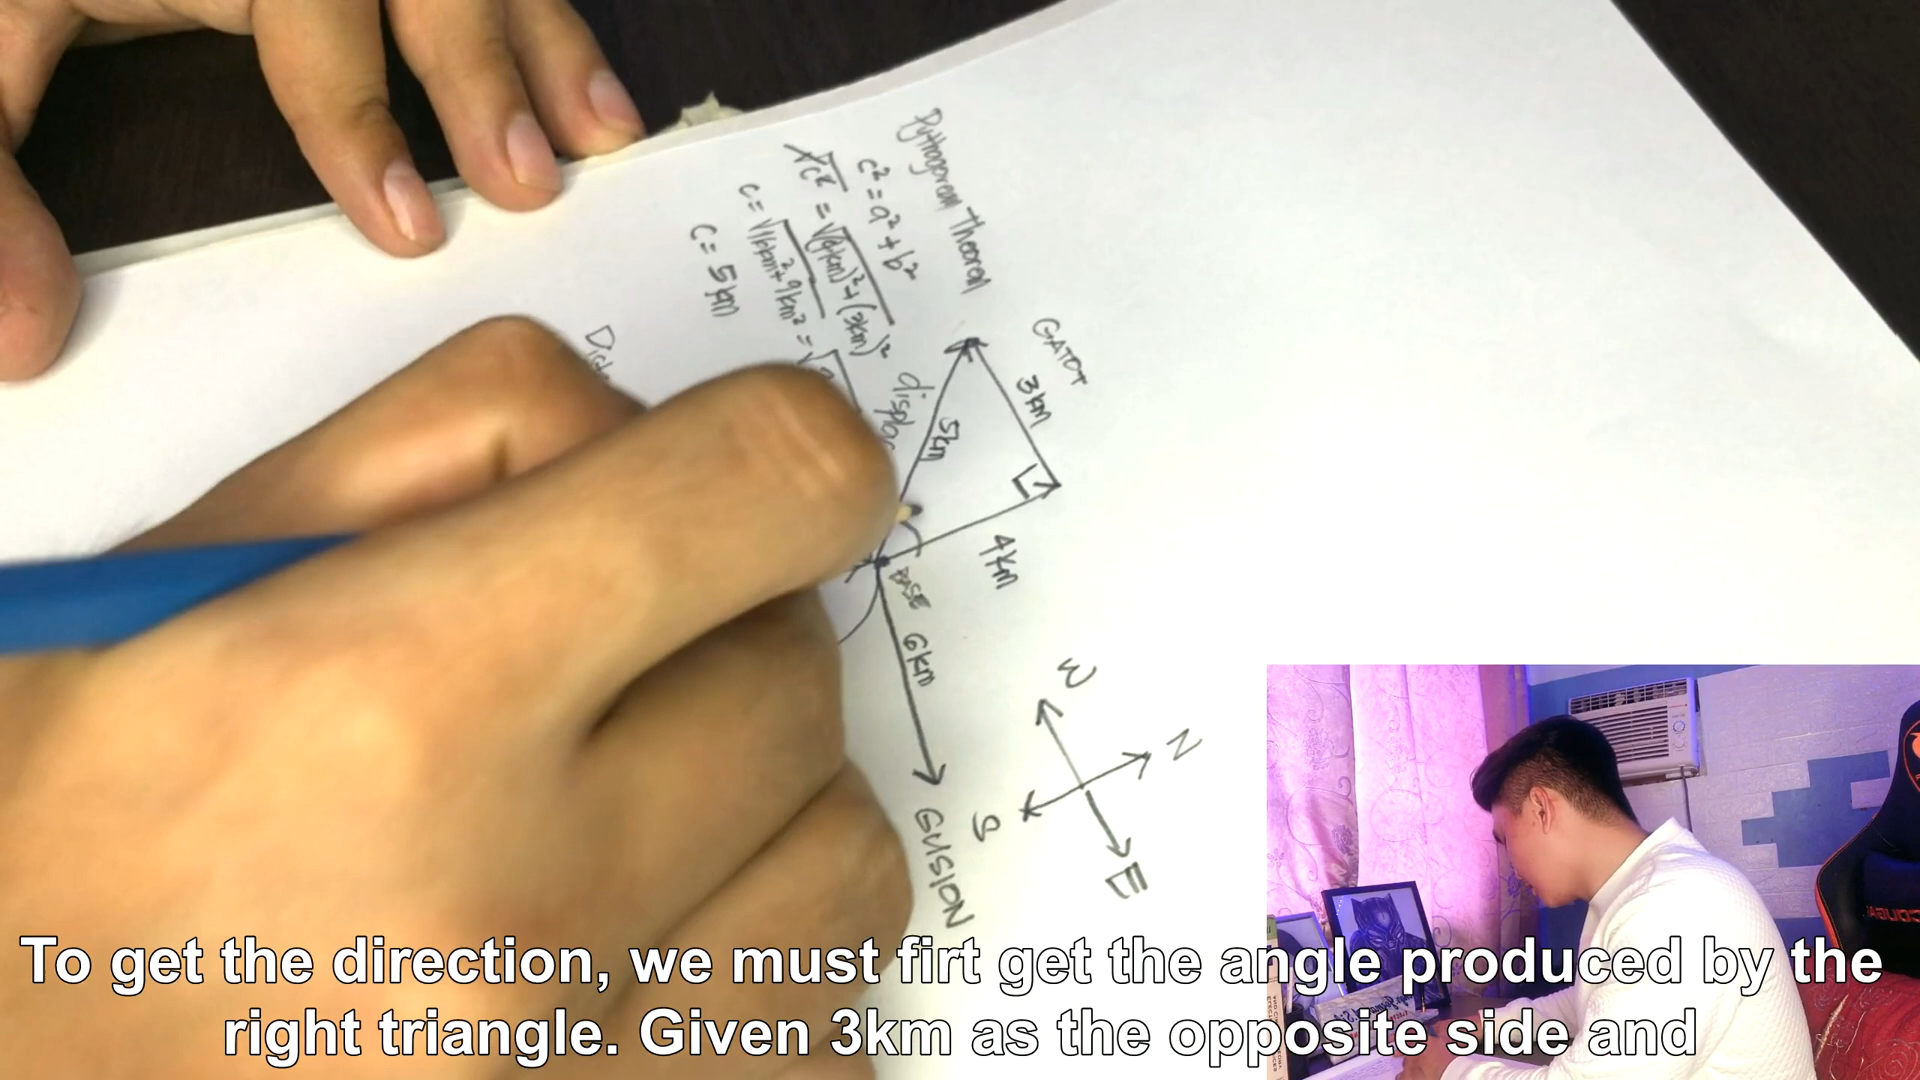 Pythagorean Theorem
c² = a² + b²
√c² = √(4km)² + (3km)²
c = √16km² + 9km² = √
c = 5km
GATOT
3km
5km
4km
BASE
6km
GUSION
W
N
S
E
To get the direction, we must firt get the angle produced by the
right triangle. Given 3km as the opposite side and